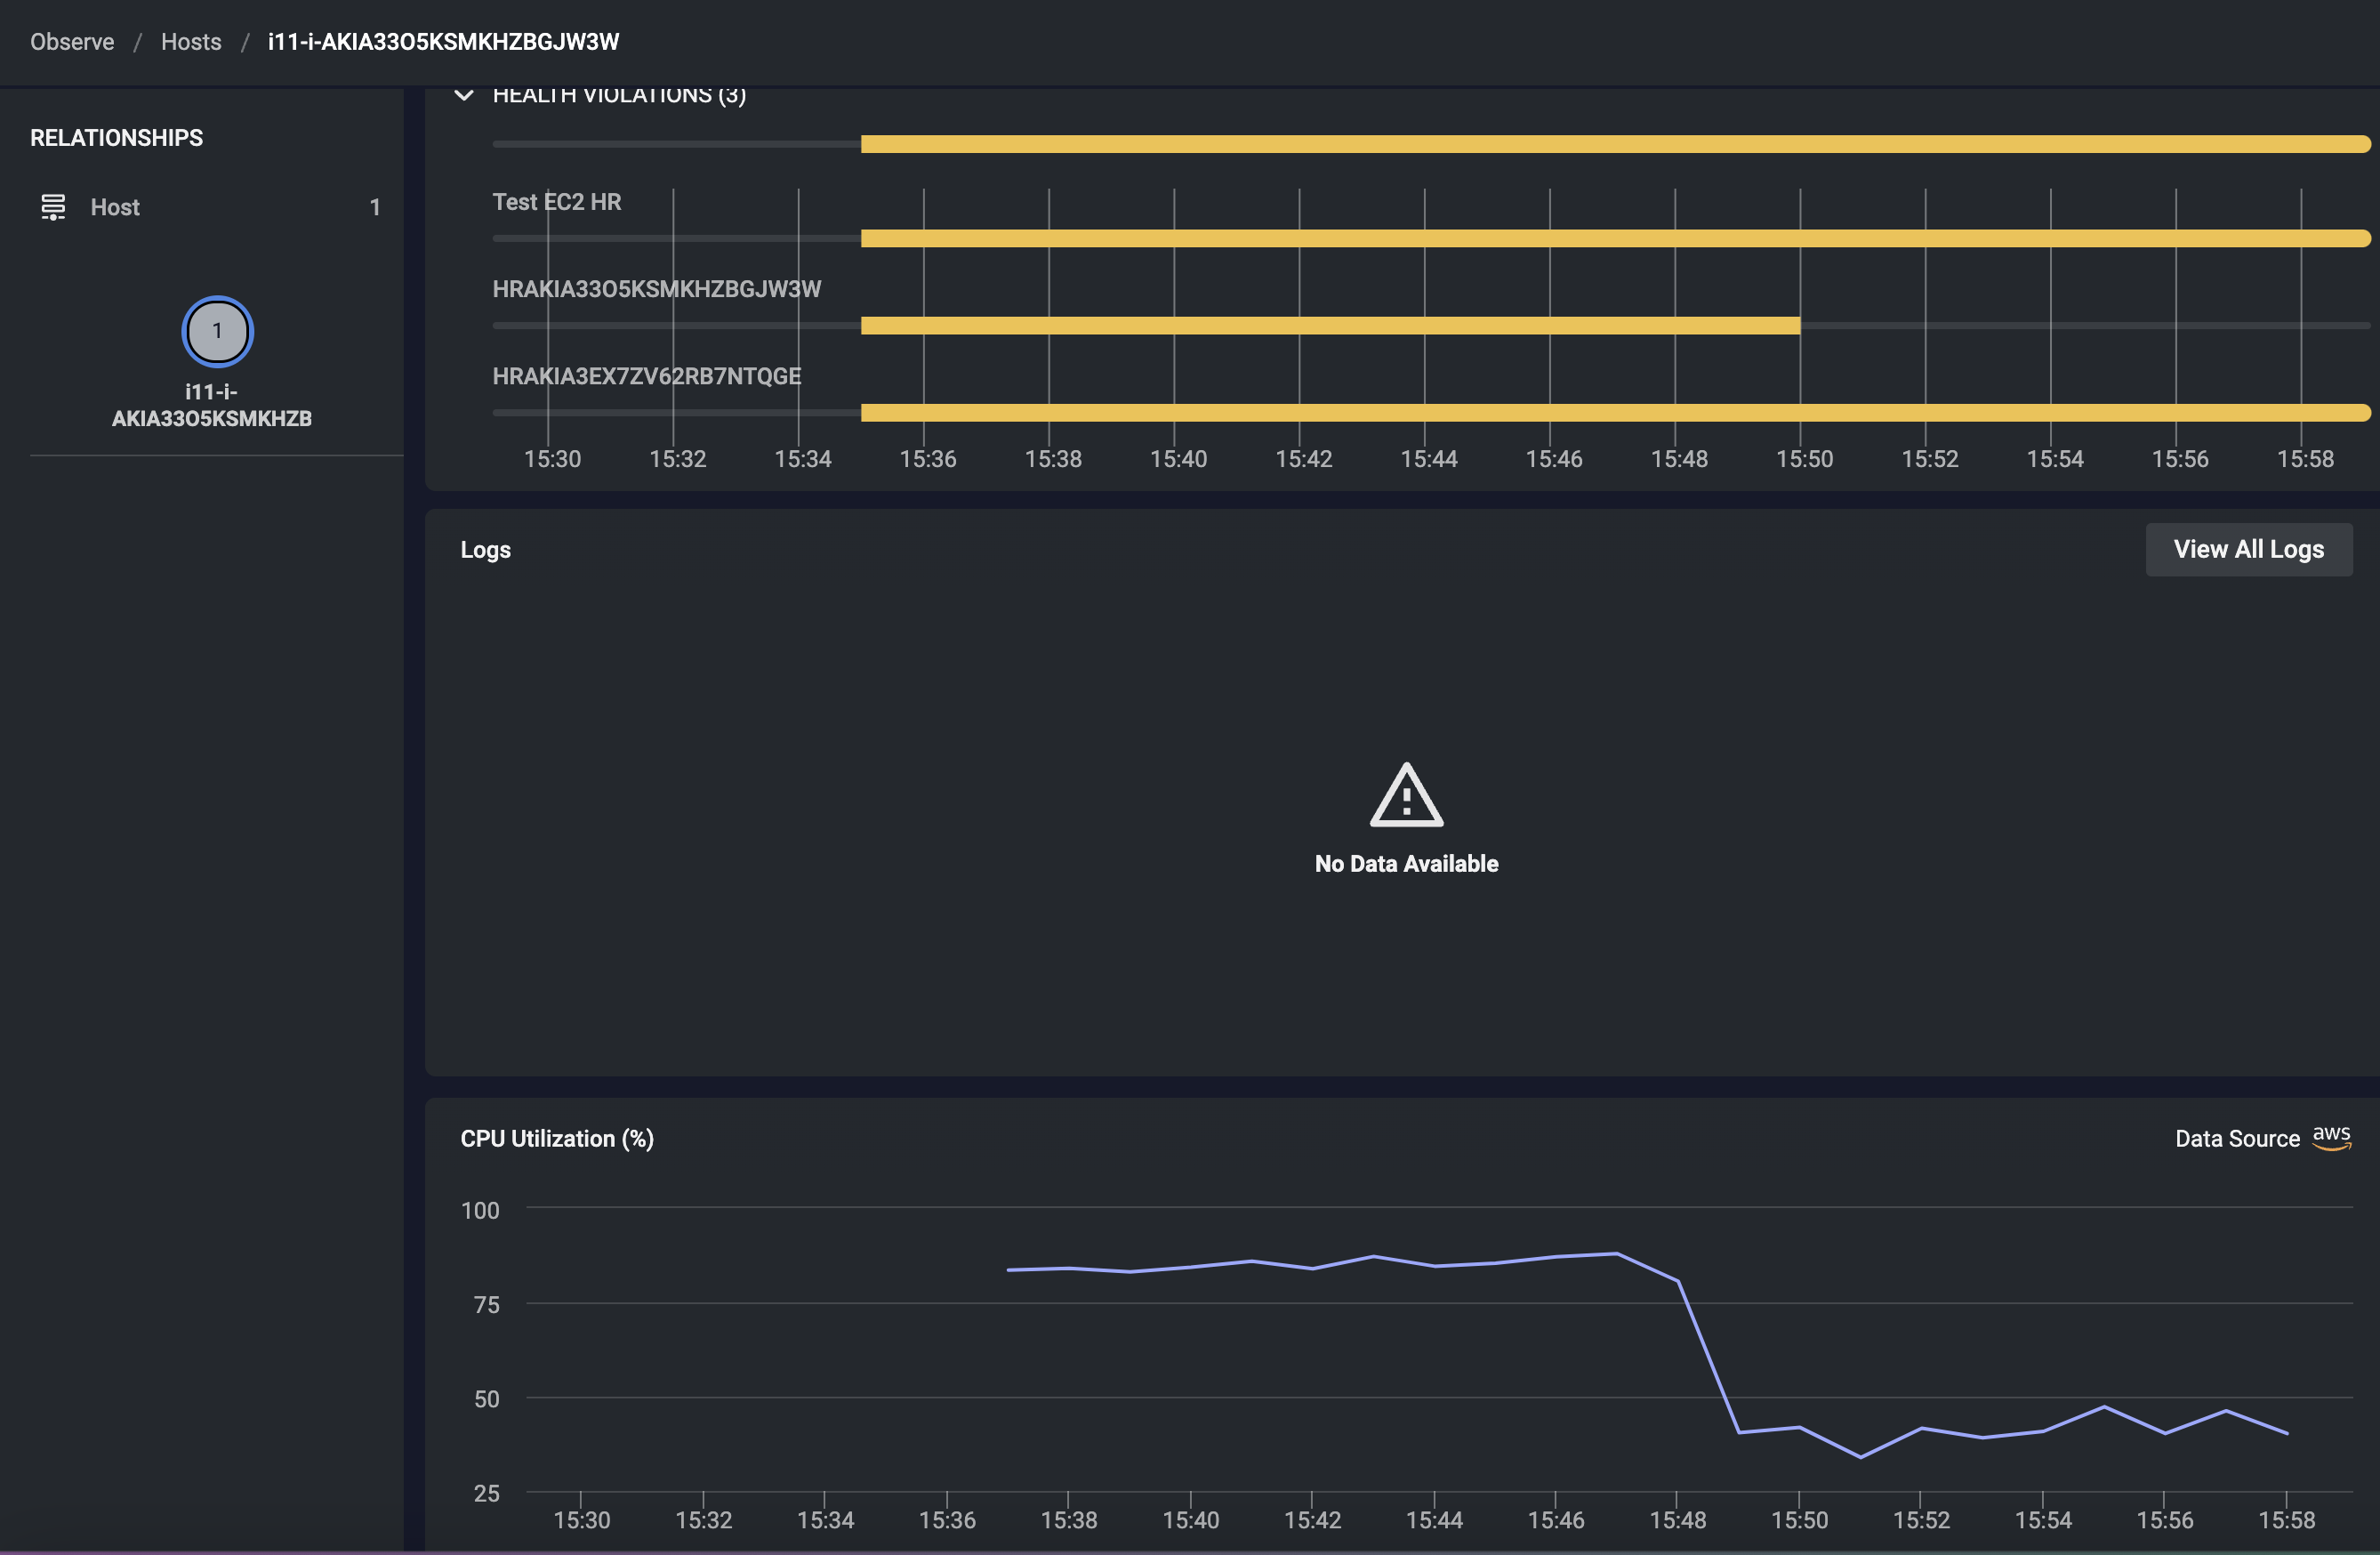 Observe / Hosts / i11-i-AKIA33O5KSMKHZBGJW3W
RELATIONSHIPS
Host 1
1
i11-i-
AKIA33O5KSMKHZB
HEALTH VIOLATIONS (3)
Test EC2 HR
HRAKIA33O5KSMKHZBGJW3W
HRAKIA3EX7ZV62RB7NTQGE
15:30 15:32 15:34 15:36 15:38 15:40 15:42 15:44 15:46 15:48 15:50 15:52 15:54 15:56 15:58
Logs
View All Logs
No Data Available
CPU Utilization (%)
Data Source aws
100
75
50
25
15:30 15:32 15:34 15:36 15:38 15:40 15:42 15:44 15:46 15:48 15:50 15:52 15:54 15:56 15:58